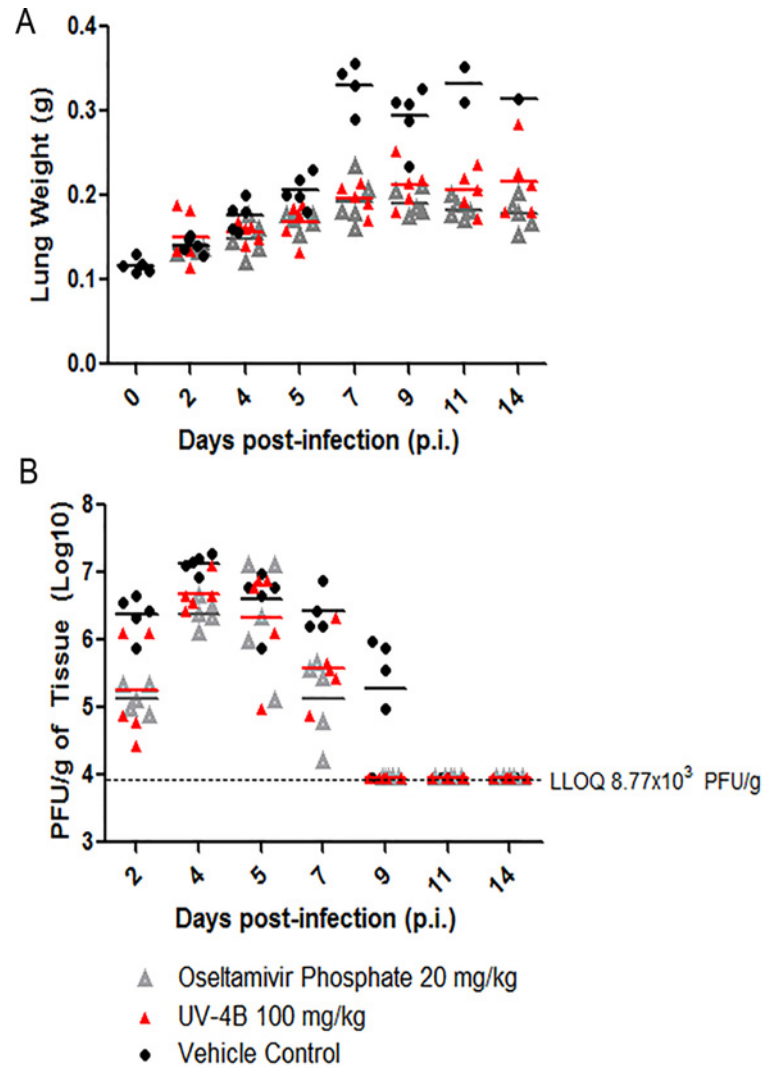 A
Lung Weight (g)
0.4
0.3
0.2
0.1
0.0
0 2 4 5 7 9 11 14
Days post-infection (p.i.)
B
PFU/g of Tissue (Log10)
8
7
6
5
4
3
LLOQ 8.77x10³ PFU/g
2 4 5 7 9 11 14
Days post-infection (p.i.)
Oseltamivir Phosphate 20 mg/kg
UV-4B 100 mg/kg
Vehicle Control